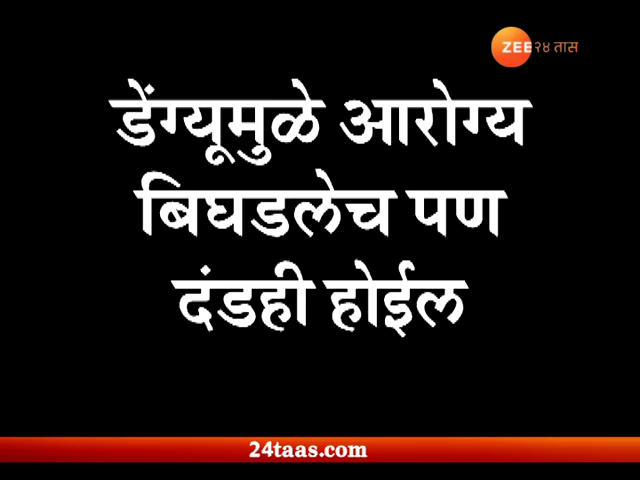 ZEE २४ तास
डेंग्यूमुळे आरोग्य
बिघडलेच पण
दंडही होईल
24taas.com